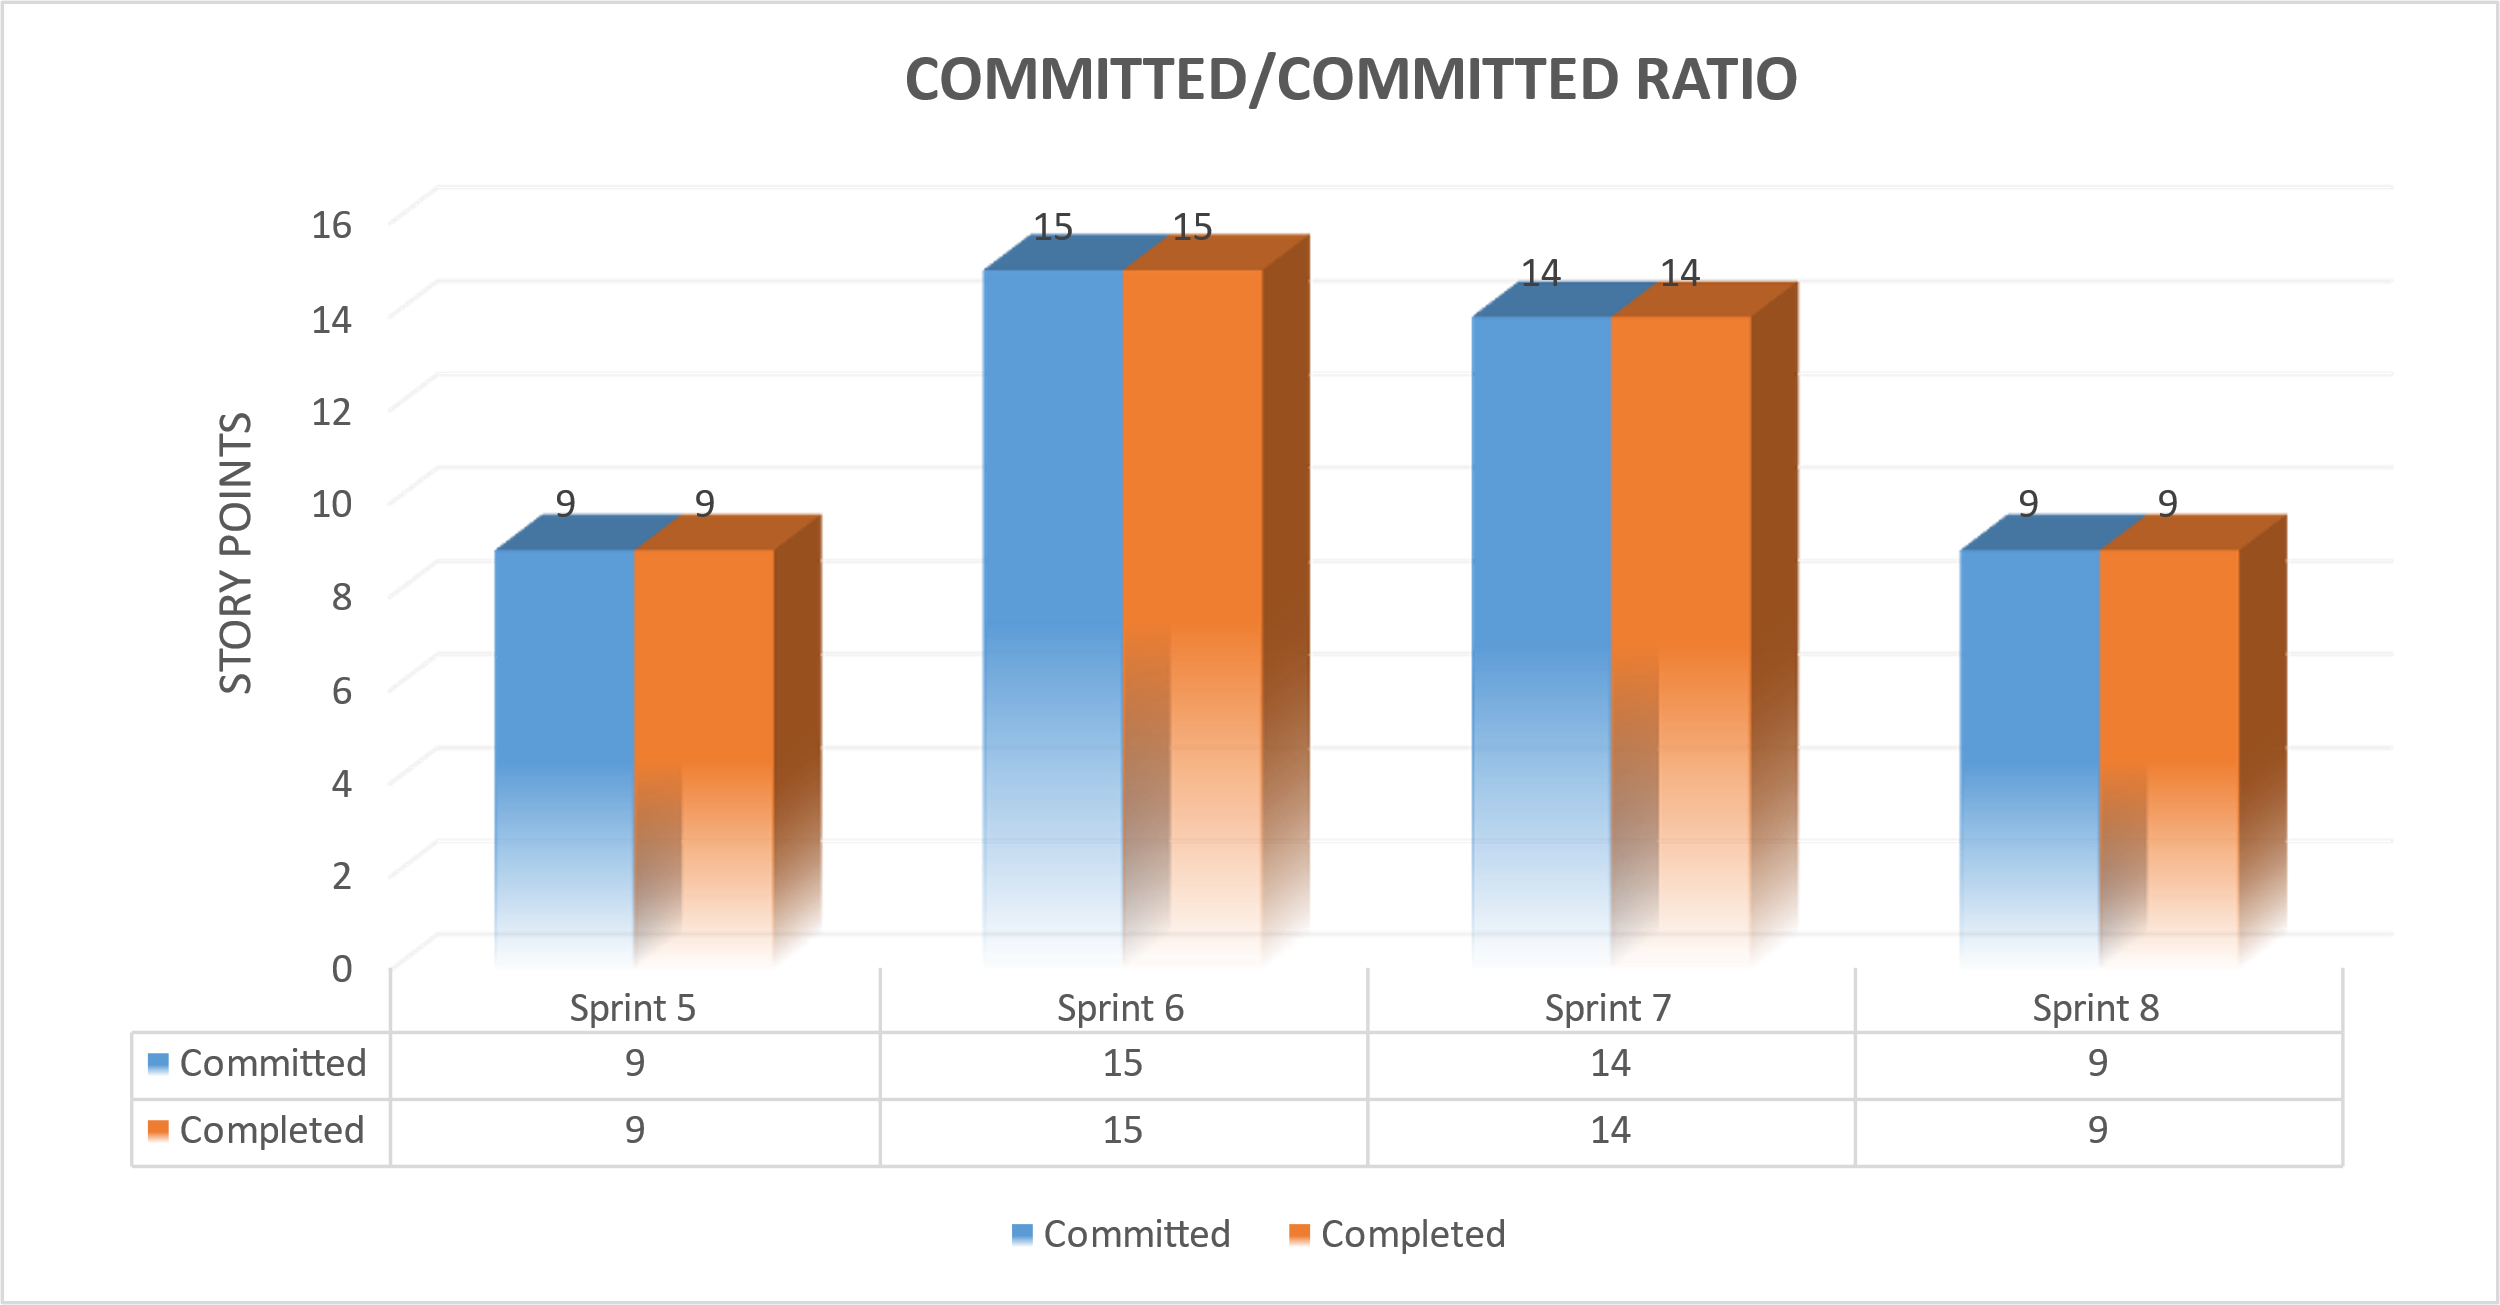 COMMITTED/COMMITTED RATIO
STORY POINTS
16
14
12
10
8
6
4
2
0
9 9 15 15 14 14 9 9
Sprint 5 Sprint 6 Sprint 7 Sprint 8
Committed 9 15 14 9
Completed 9 15 14 9
Committed Completed